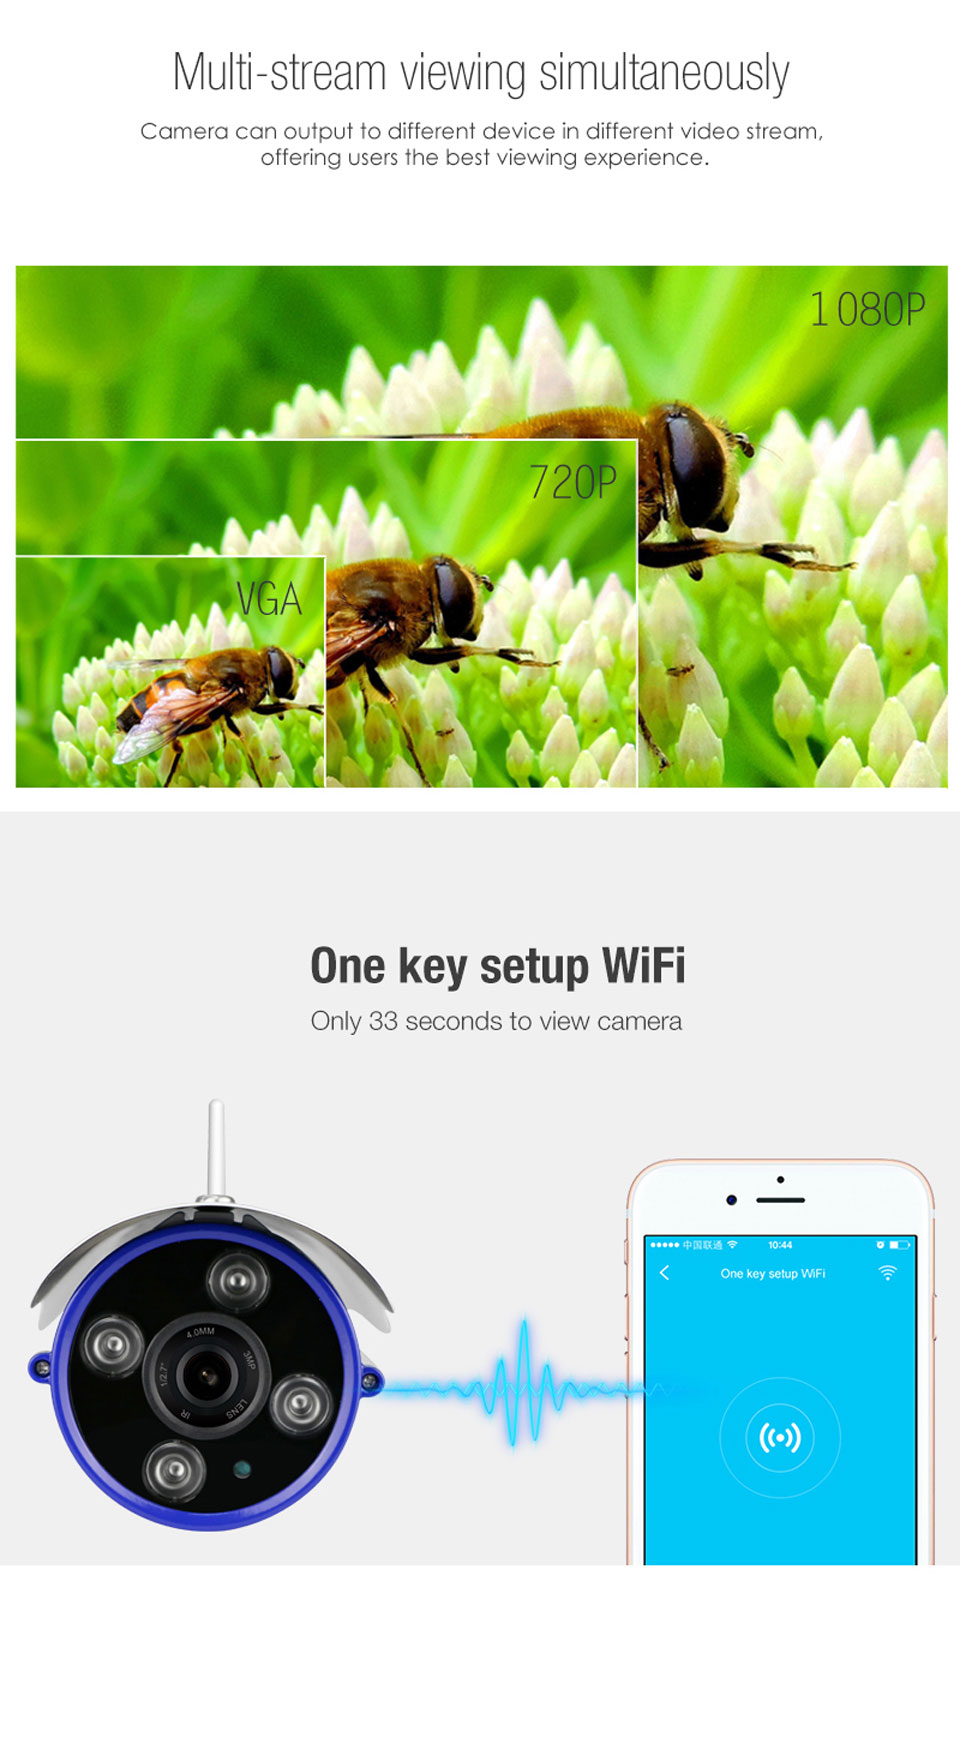 Multi-stream viewing simultaneously
Camera can output to different device in different video stream,
offering users the best viewing experience.
1080P
720P
VGA
One key setup WiFi
Only 33 seconds to view camera
中国联通
10:44
One key setup WiFi
4.0MM
3MP
LENS
IR
1/2.7"